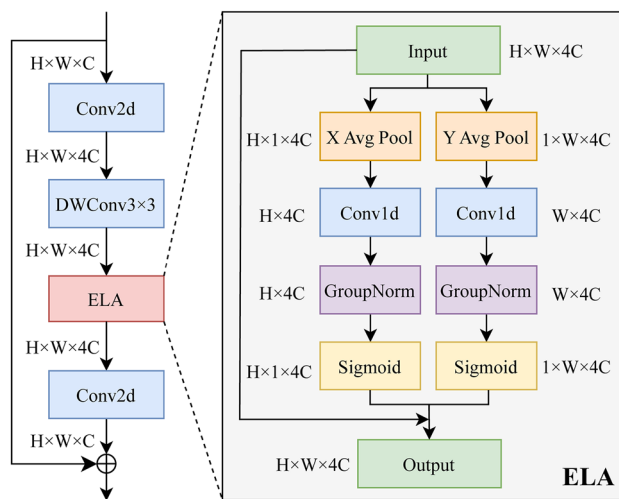 H×W×C
Conv2d
H×W×4C
DWConv3×3
H×W×4C
ELA
H×W×4C
Conv2d
H×W×C
Input
H×W×4C
H×1×4C
X Avg Pool
Y Avg Pool
1×W×4C
H×4C
Conv1d
Conv1d
W×4C
H×4C
GroupNorm
GroupNorm
W×4C
H×1×4C
Sigmoid
Sigmoid
1×W×4C
H×W×4C
Output
ELA